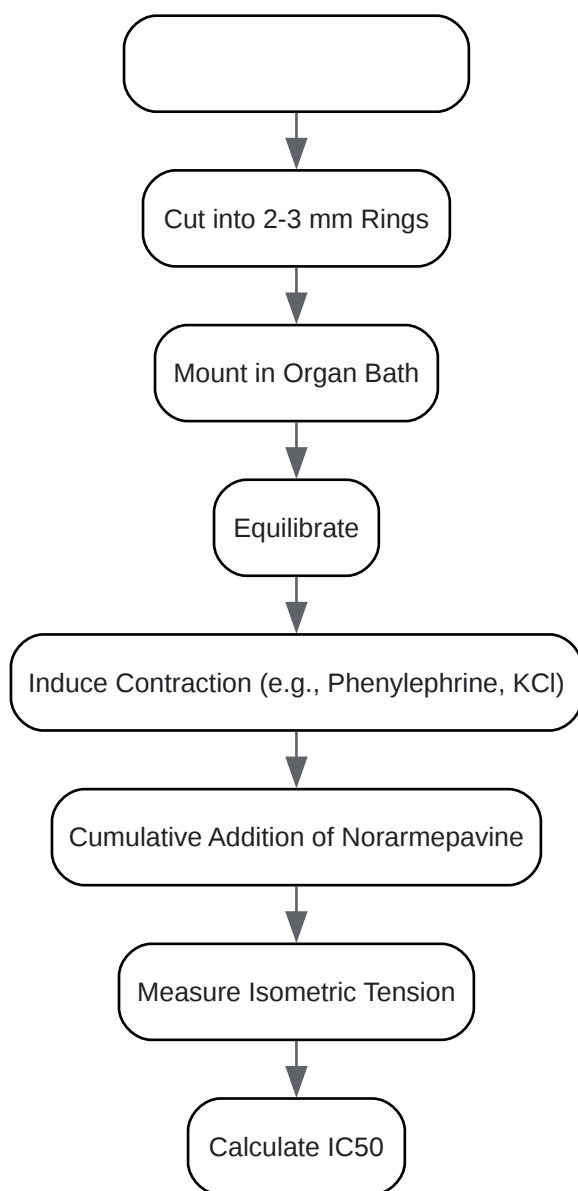 Cut into 2-3 mm Rings
Mount in Organ Bath
Equilibrate
Induce Contraction (e.g., Phenylephrine, KCl)
Cumulative Addition of Norarmepavine
Measure Isometric Tension
Calculate IC50